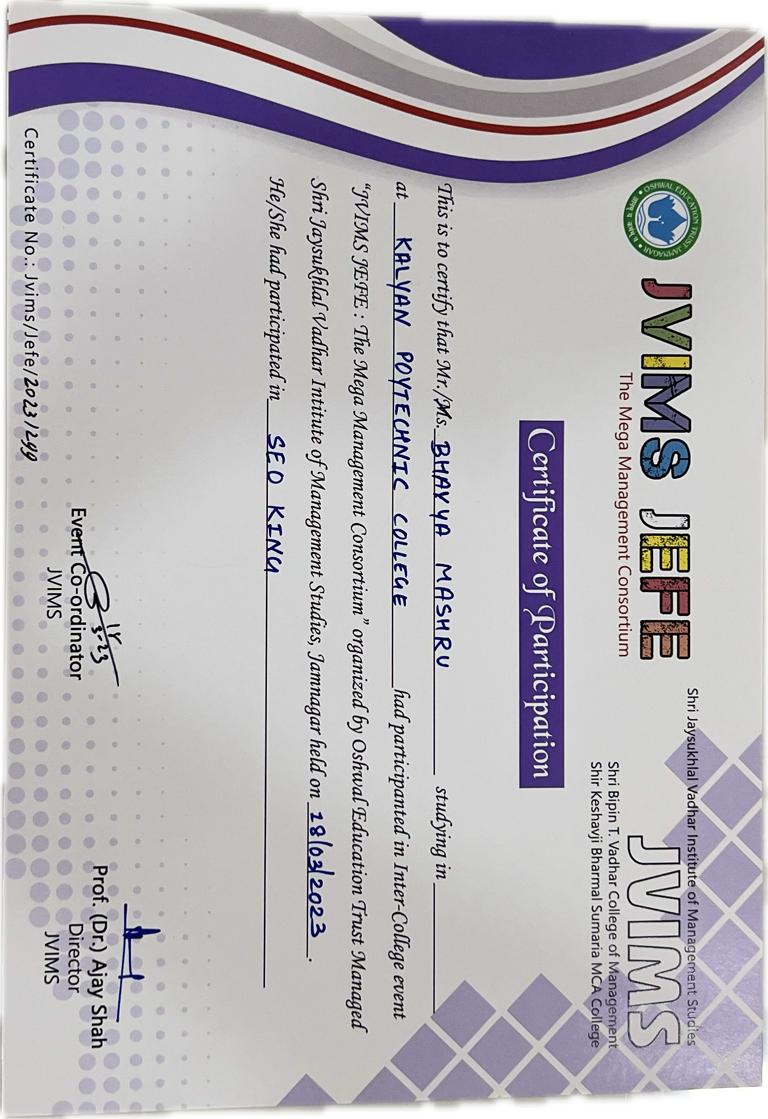 OSHWAL EDUCATION TRUST JAMNAGAR
JVIMS JEFE
The Mega Management Consortium
Shri Jaysukhlal Vadhar Institute of Management Studies
JVIMS
Shri Bipin T. Vadhar College of Management
Shir Keshavji Bharmal Sumaria MCA College
Certificate of Participation
This is to certify that Mr./Ms. BHAVYA MASHRU studying in
at KALYAN POYTECHNIC COLLEGE had participanted in Inter-College event
“JVIMS JEFE : The Mega Management Consortium” organized by Oshwal Education Trust Managed
Shri Jaysukhlal Vadhar Intitute of Management Studies, Jamnagar held on 18/03/2023.
He/She had participated in SEO KING
Event Co-ordinator
JVIMS
Prof. (Dr.) Ajay Shah
Director
JVIMS
Certificate No.: Jvims/Jefe/2023/299